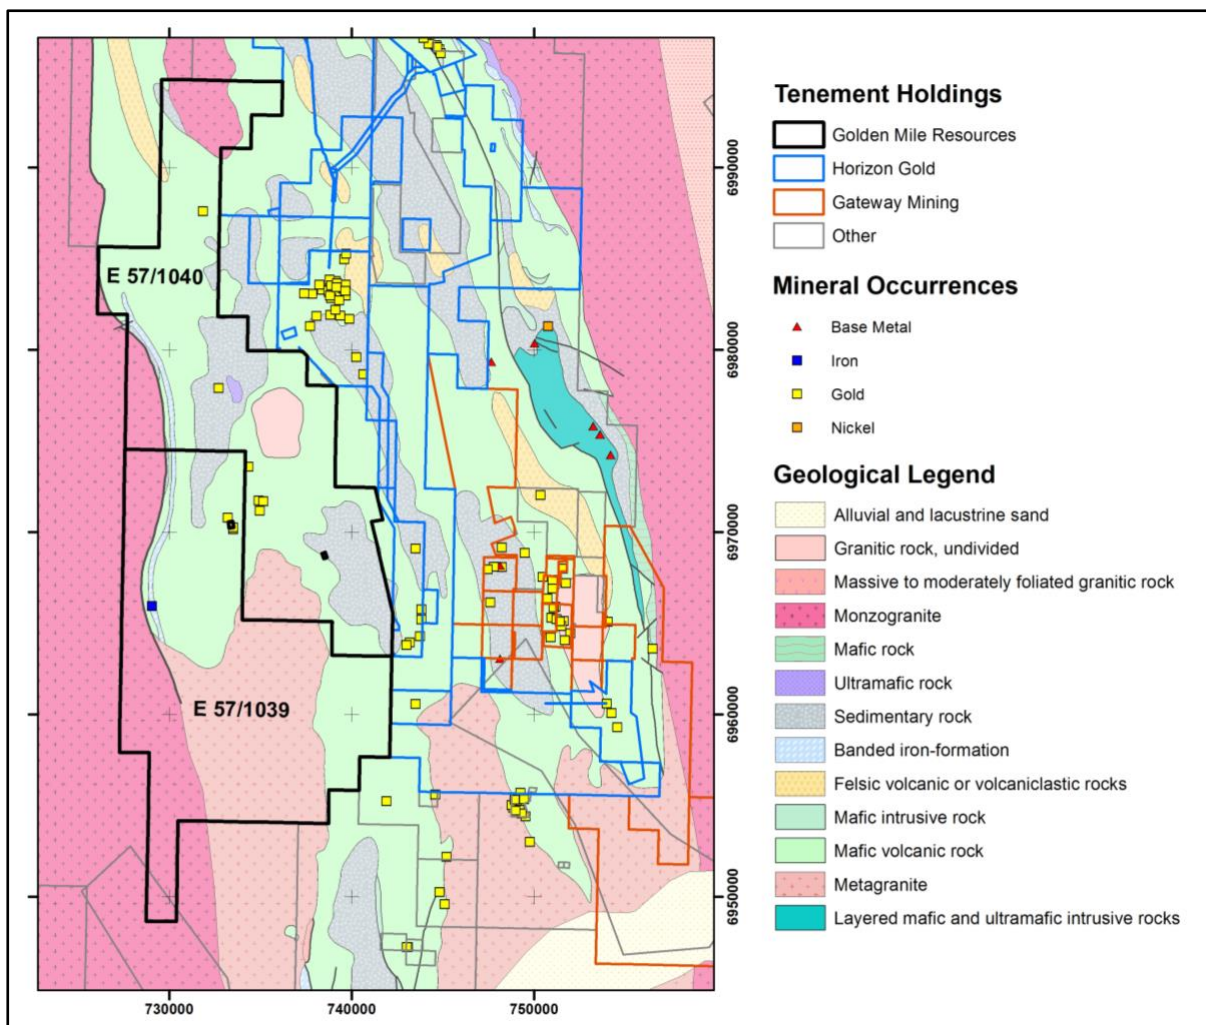 E 57/1040
E 57/1039
730000
740000
750000
6990000
6980000
6970000
6960000
6950000
Tenement Holdings
Golden Mile Resources
Horizon Gold
Gateway Mining
Other
Mineral Occurrences
Base Metal
Iron
Gold
Nickel
Geological Legend
Alluvial and lacustrine sand
Granitic rock, undivided
Massive to moderately foliated granitic rock
Monzogranite
Mafic rock
Ultramafic rock
Sedimentary rock
Banded iron-formation
Felsic volcanic or volcaniclastic rocks
Mafic intrusive rock
Mafic volcanic rock
Metagranite
Layered mafic and ultramafic intrusive rocks